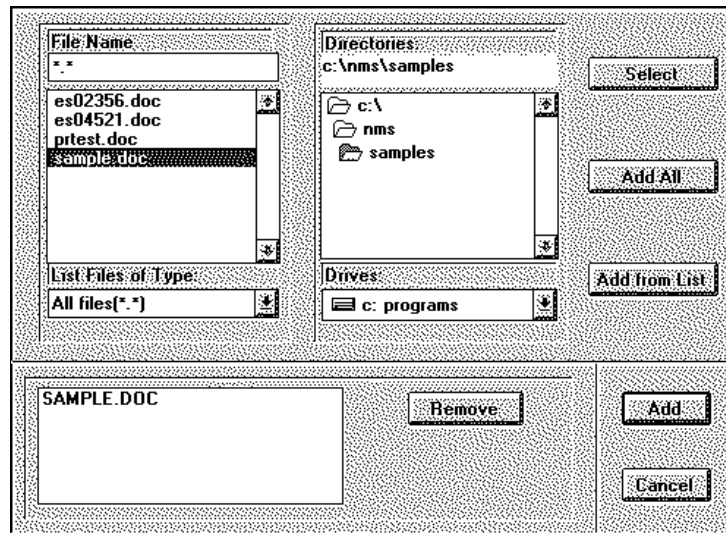 File Name
*.*
es02356.doc
es04521.doc
prtest.doc
sample.doc
List Files of Type:
All files(*.*)
Directories:
c:\nms\samples
c:\
nms
samples
Drives:
c: programs
Select
Add All
Add from List
SAMPLE.DOC
Remove
Add
Cancel